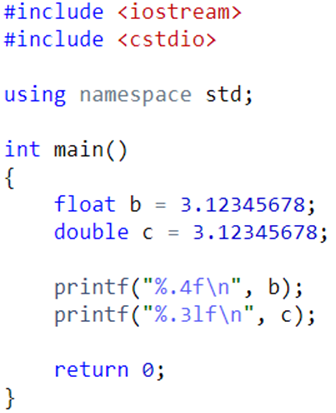 #include <iostream>
#include <cstdio>
using namespace std;
int main()
{
float b = 3.12345678;
double c = 3.12345678;
printf("%.4f\n", b);
printf("%.3lf\n", c);
return 0;
}